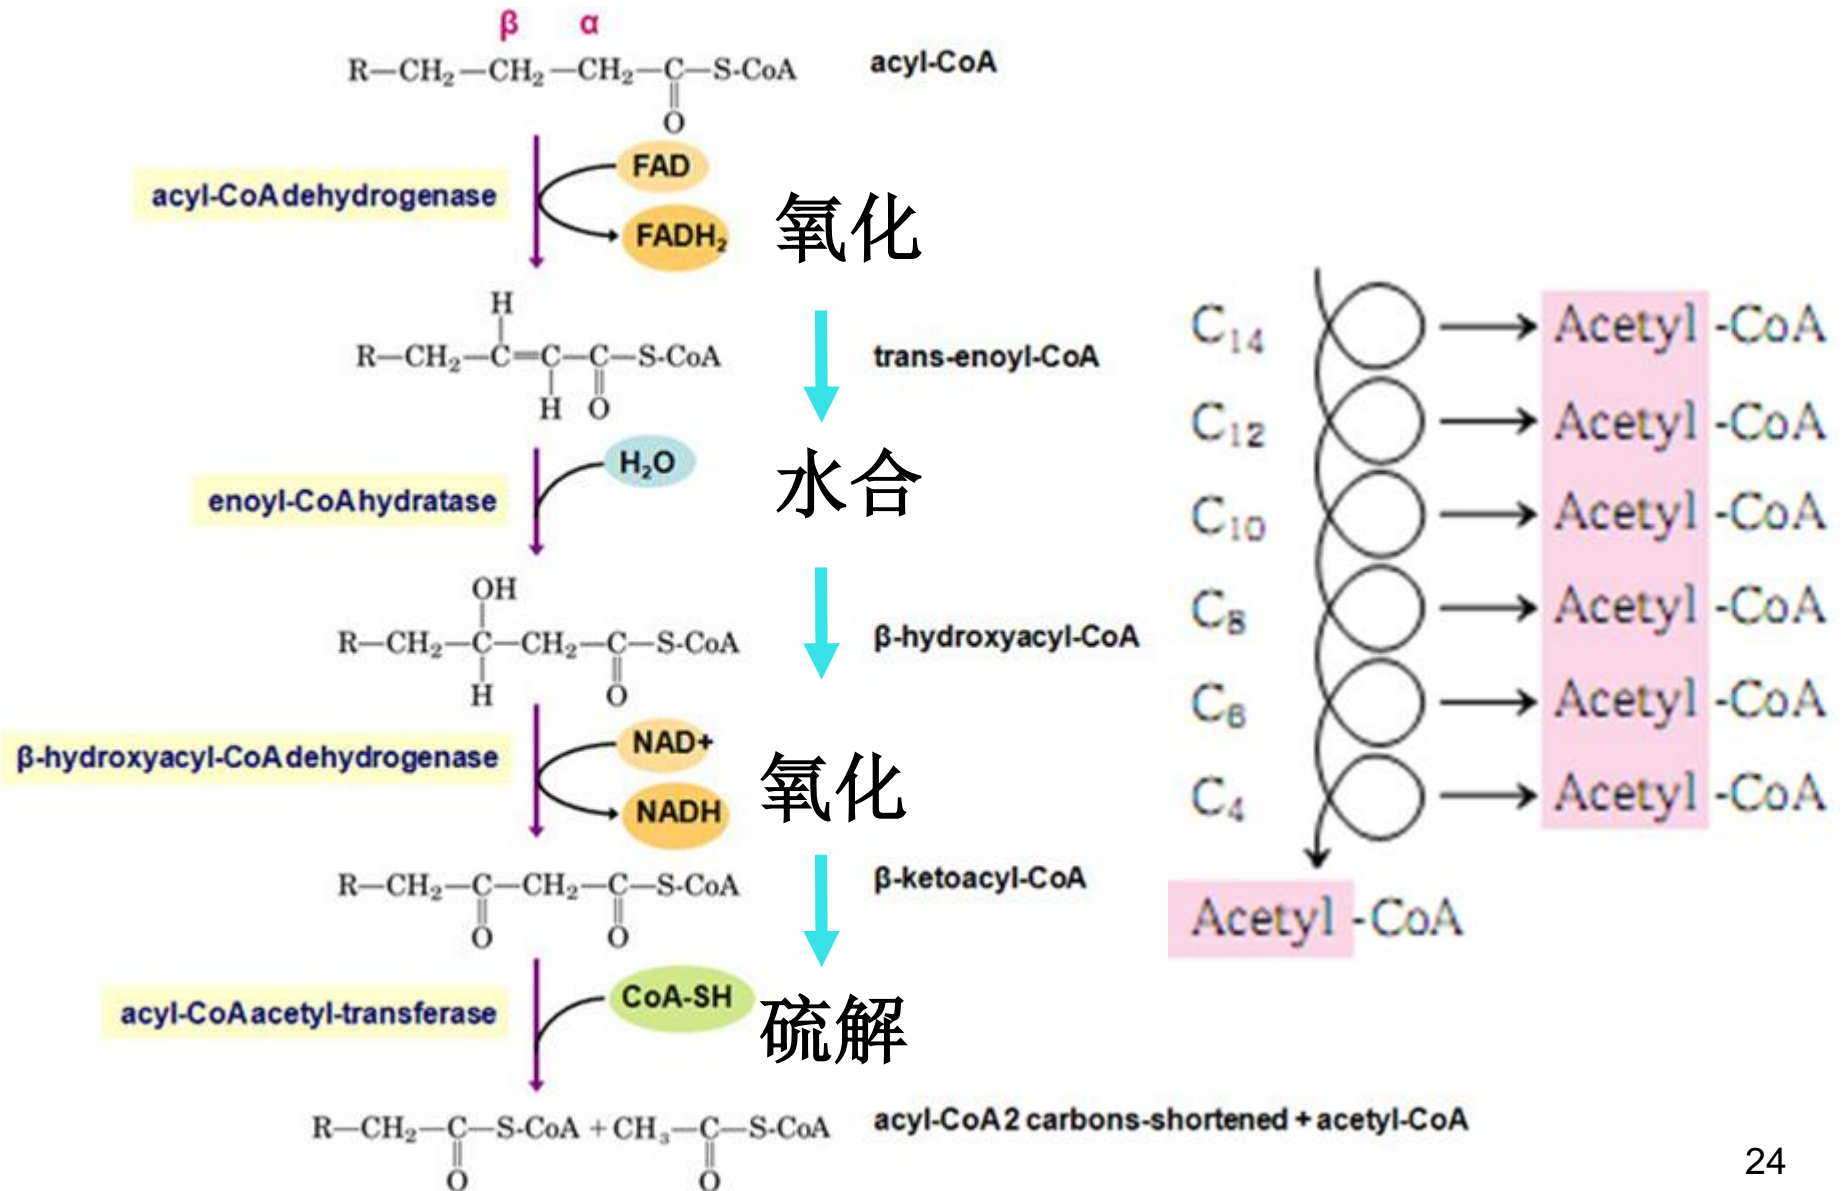 β α
R—CH₂—CH₂—CH₂—C—S-CoA
O
acyl-CoA
acyl-CoA dehydrogenase
FAD
FADH₂
氧化
H
R—CH₂—C=C—C—S-CoA
H O
trans-enoyl-CoA
enoyl-CoA hydratase
H₂O
水合
OH
R—CH₂—C—CH₂—C—S-CoA
H O
β-hydroxyacyl-CoA
β-hydroxyacyl-CoA dehydrogenase
NAD+
NADH
氧化
R—CH₂—C—CH₂—C—S-CoA
O O
β-ketoacyl-CoA
acyl-CoA acetyl-transferase
CoA-SH
硫解
R—CH₂—C—S-CoA + CH₃—C—S-CoA
O O
acyl-CoA 2 carbons-shortened + acetyl-CoA
C₁₄ Acetyl -CoA
C₁₂ Acetyl -CoA
C₁₀ Acetyl -CoA
C₈ Acetyl -CoA
C₆ Acetyl -CoA
C₄ Acetyl -CoA
Acetyl -CoA
24